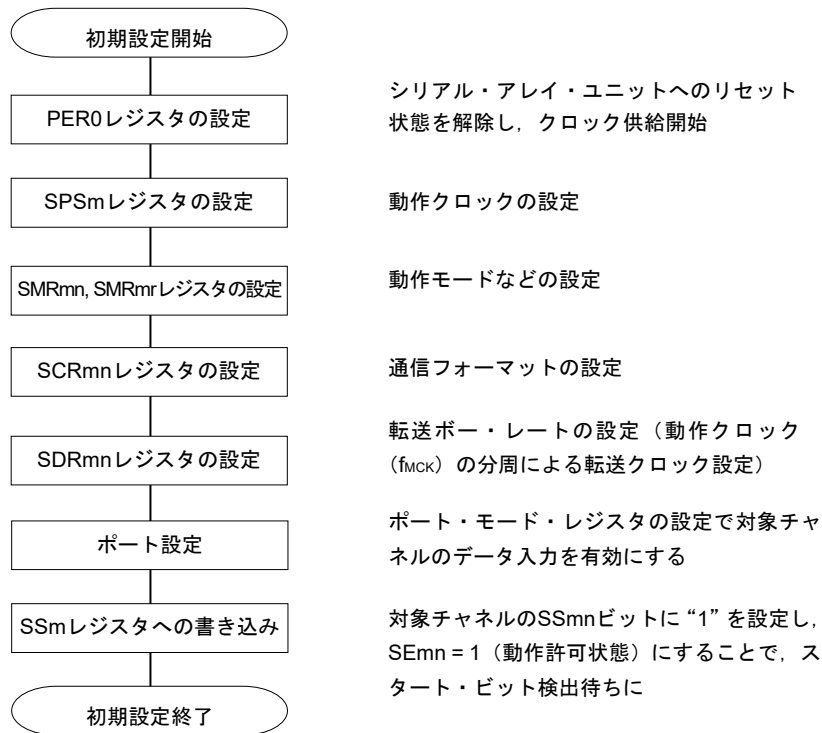 初期設定開始
PER0レジスタの設定
シリアル・アレイ・ユニットへのリセット
状態を解除し，クロック供給開始
SPSmレジスタの設定
動作クロックの設定
SMRmn, SMRmrレジスタの設定
動作モードなどの設定
SCRmnレジスタの設定
通信フォーマットの設定
SDRmnレジスタの設定
転送ボー・レートの設定（動作クロック
（fMCK）の分周による転送クロック設定）
ポート設定
ポート・モード・レジスタの設定で対象チャ
ネルのデータ入力を有効にする
SSmレジスタへの書き込み
対象チャネルのSSmnビットに “1” を設定し，
SEmn = 1（動作許可状態）にすることで，ス
タート・ビット検出待ちに
初期設定終了